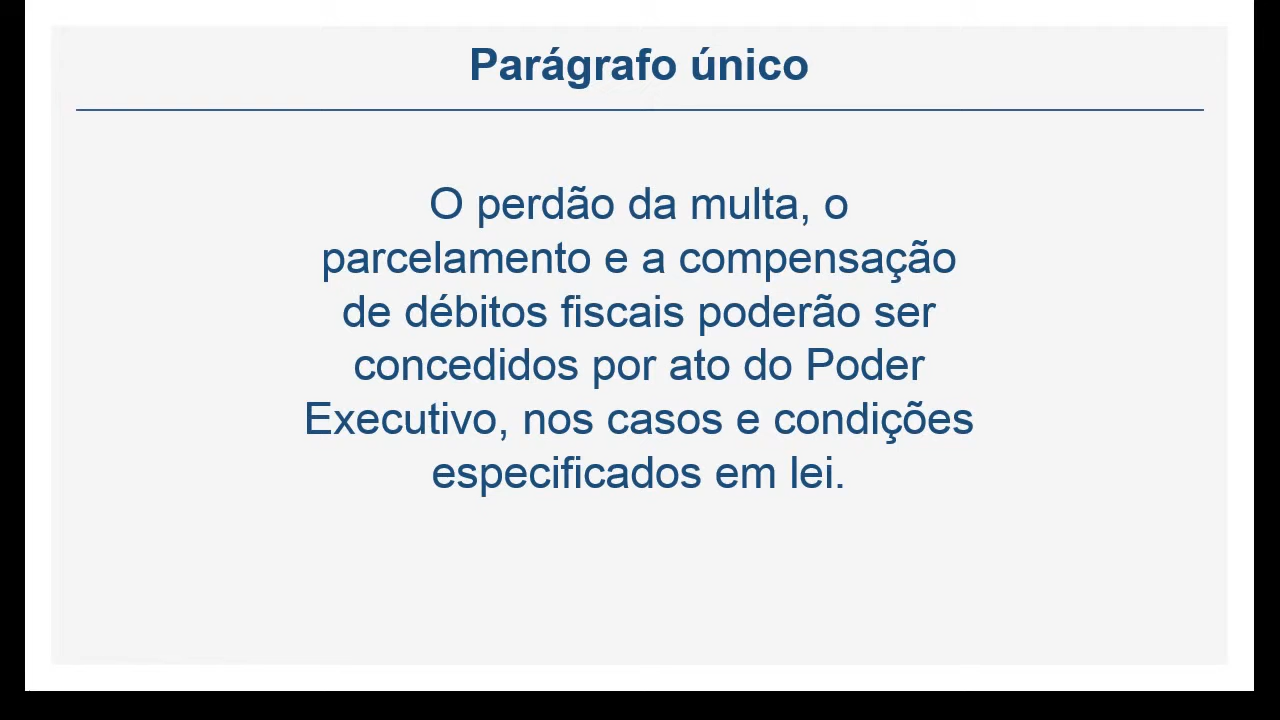 Parágrafo único
O perdão da multa, o
parcelamento e a compensação
de débitos fiscais poderão ser
concedidos por ato do Poder
Executivo, nos casos e condições
especificados em lei.